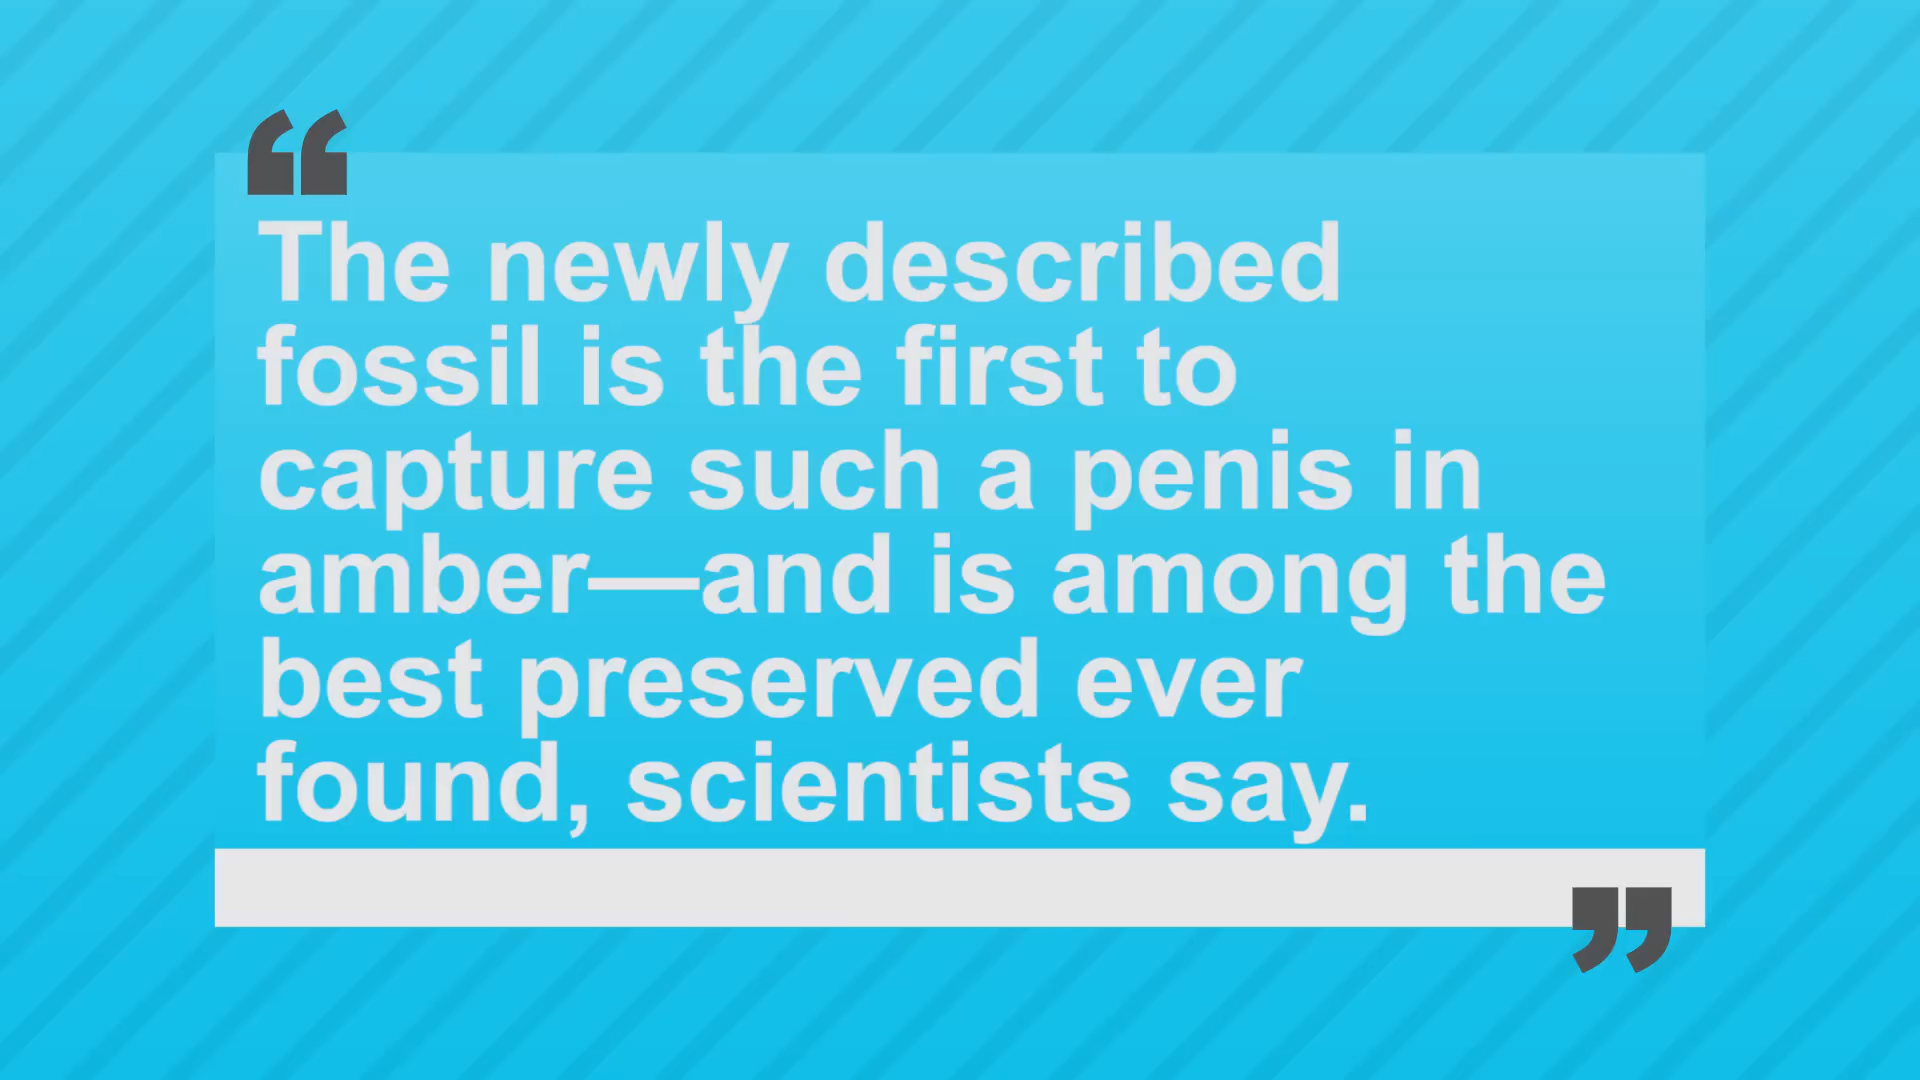 “
The newly described
fossil is the first to
capture such a penis in
amber—and is among the
best preserved ever
found, scientists say.
”